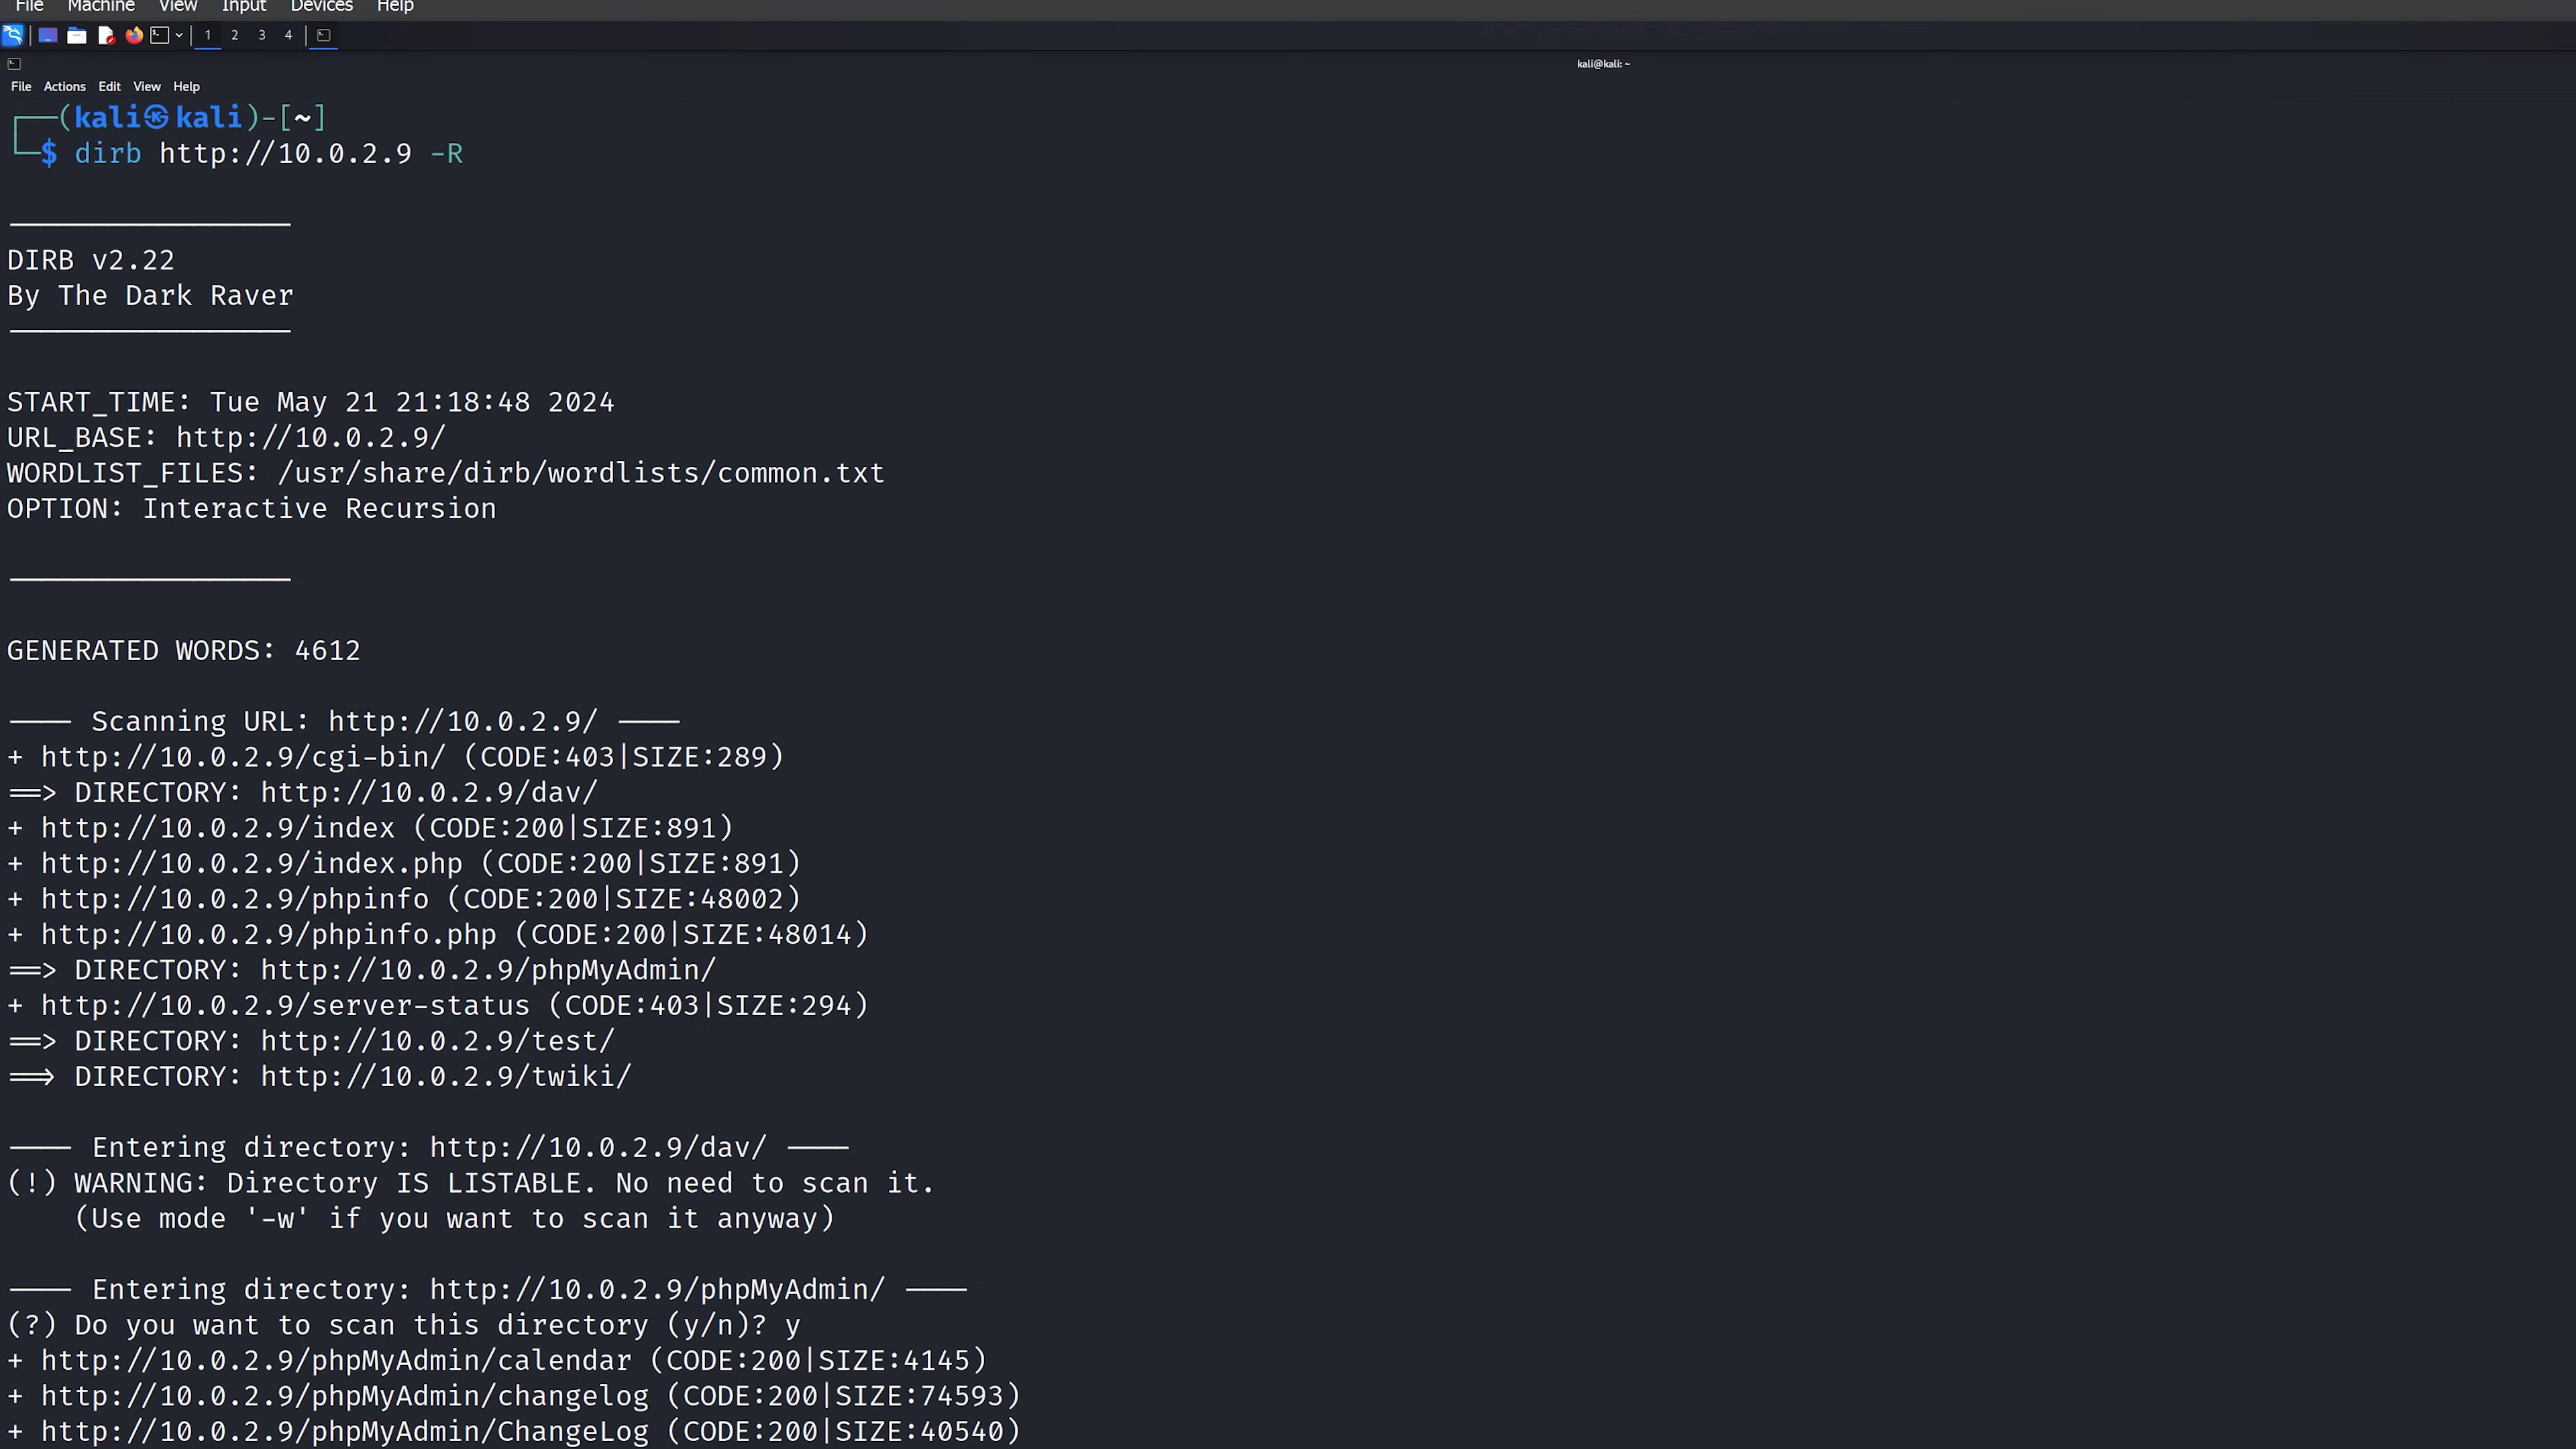 File Machine View Input Devices Help
1 2 3 4
kali@kali: ~
File Actions Edit View Help
(kali㉿kali)-[~]
$ dirb http://10.0.2.9 -R
DIRB v2.22
By The Dark Raver
START_TIME: Tue May 21 21:18:48 2024
URL_BASE: http://10.0.2.9/
WORDLIST_FILES: /usr/share/dirb/wordlists/common.txt
OPTION: Interactive Recursion
GENERATED WORDS: 4612
---- Scanning URL: http://10.0.2.9/ ----
+ http://10.0.2.9/cgi-bin/ (CODE:403|SIZE:289)
==> DIRECTORY: http://10.0.2.9/dav/
+ http://10.0.2.9/index (CODE:200|SIZE:891)
+ http://10.0.2.9/index.php (CODE:200|SIZE:891)
+ http://10.0.2.9/phpinfo (CODE:200|SIZE:48002)
+ http://10.0.2.9/phpinfo.php (CODE:200|SIZE:48014)
==> DIRECTORY: http://10.0.2.9/phpMyAdmin/
+ http://10.0.2.9/server-status (CODE:403|SIZE:294)
==> DIRECTORY: http://10.0.2.9/test/
==> DIRECTORY: http://10.0.2.9/twiki/
---- Entering directory: http://10.0.2.9/dav/ ----
(!) WARNING: Directory IS LISTABLE. No need to scan it.
(Use mode '-w' if you want to scan it anyway)
---- Entering directory: http://10.0.2.9/phpMyAdmin/ ----
(?) Do you want to scan this directory (y/n)? y
+ http://10.0.2.9/phpMyAdmin/calendar (CODE:200|SIZE:4145)
+ http://10.0.2.9/phpMyAdmin/changelog (CODE:200|SIZE:74593)
+ http://10.0.2.9/phpMyAdmin/ChangeLog (CODE:200|SIZE:40540)